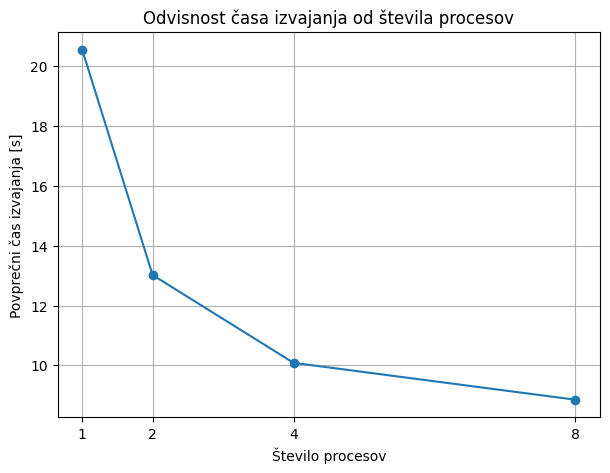 Odvisnost časa izvajanja od števila procesov
Povprečni čas izvajanja [s]
20
18
16
14
12
10
1 2 4 8
Število procesov